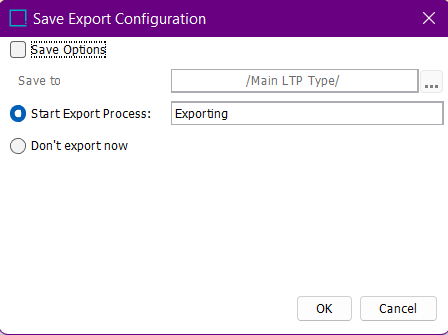 Save Export Configuration
Save Options
Save to /Main LTP Type/ ...
Start Export Process: Exporting
Don't export now
OK Cancel